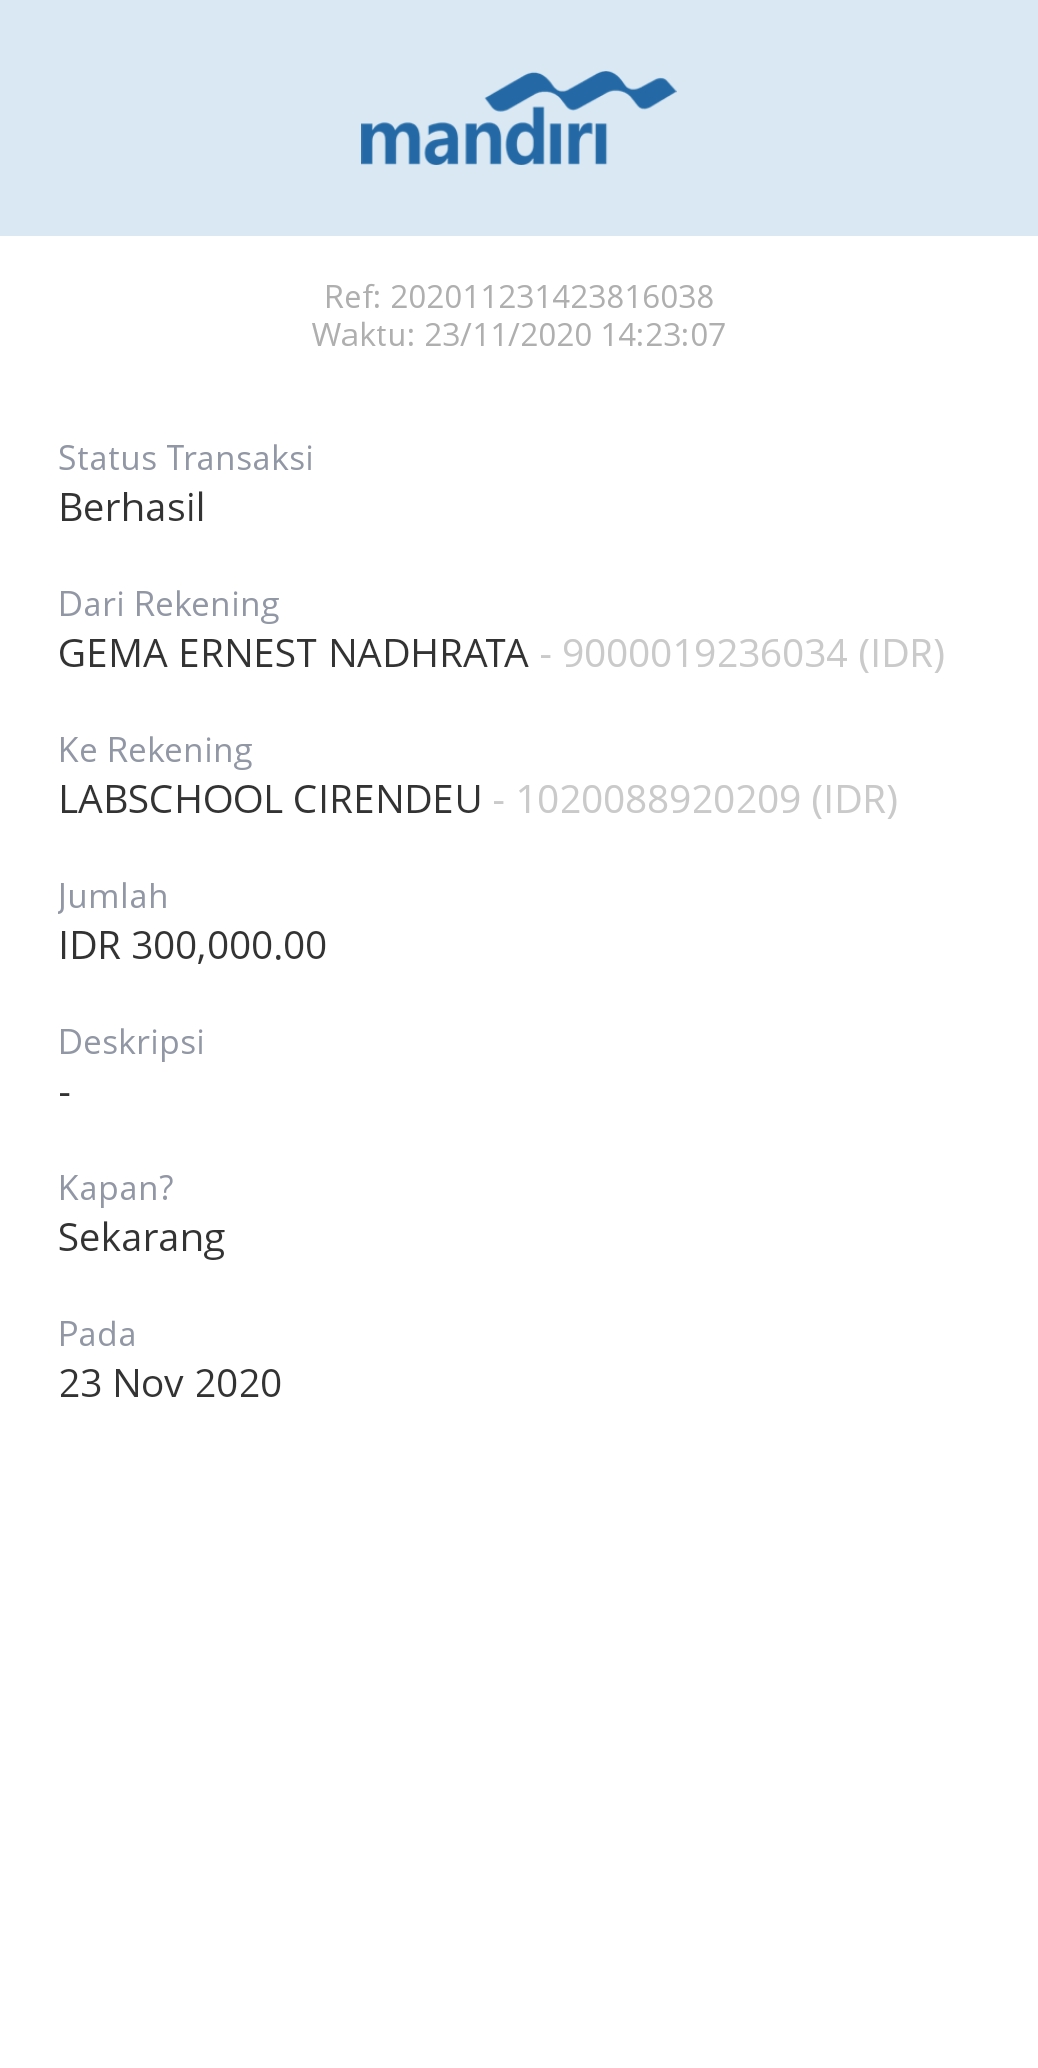 mandiri
Ref: 202011231423816038
Waktu: 23/11/2020 14:23:07
Status Transaksi
Berhasil
Dari Rekening
GEMA ERNEST NADHRATA - 9000019236034 (IDR)
Ke Rekening
LABSCHOOL CIRENDEU - 1020088920209 (IDR)
Jumlah
IDR 300,000.00
Deskripsi
-
Kapan?
Sekarang
Pada
23 Nov 2020